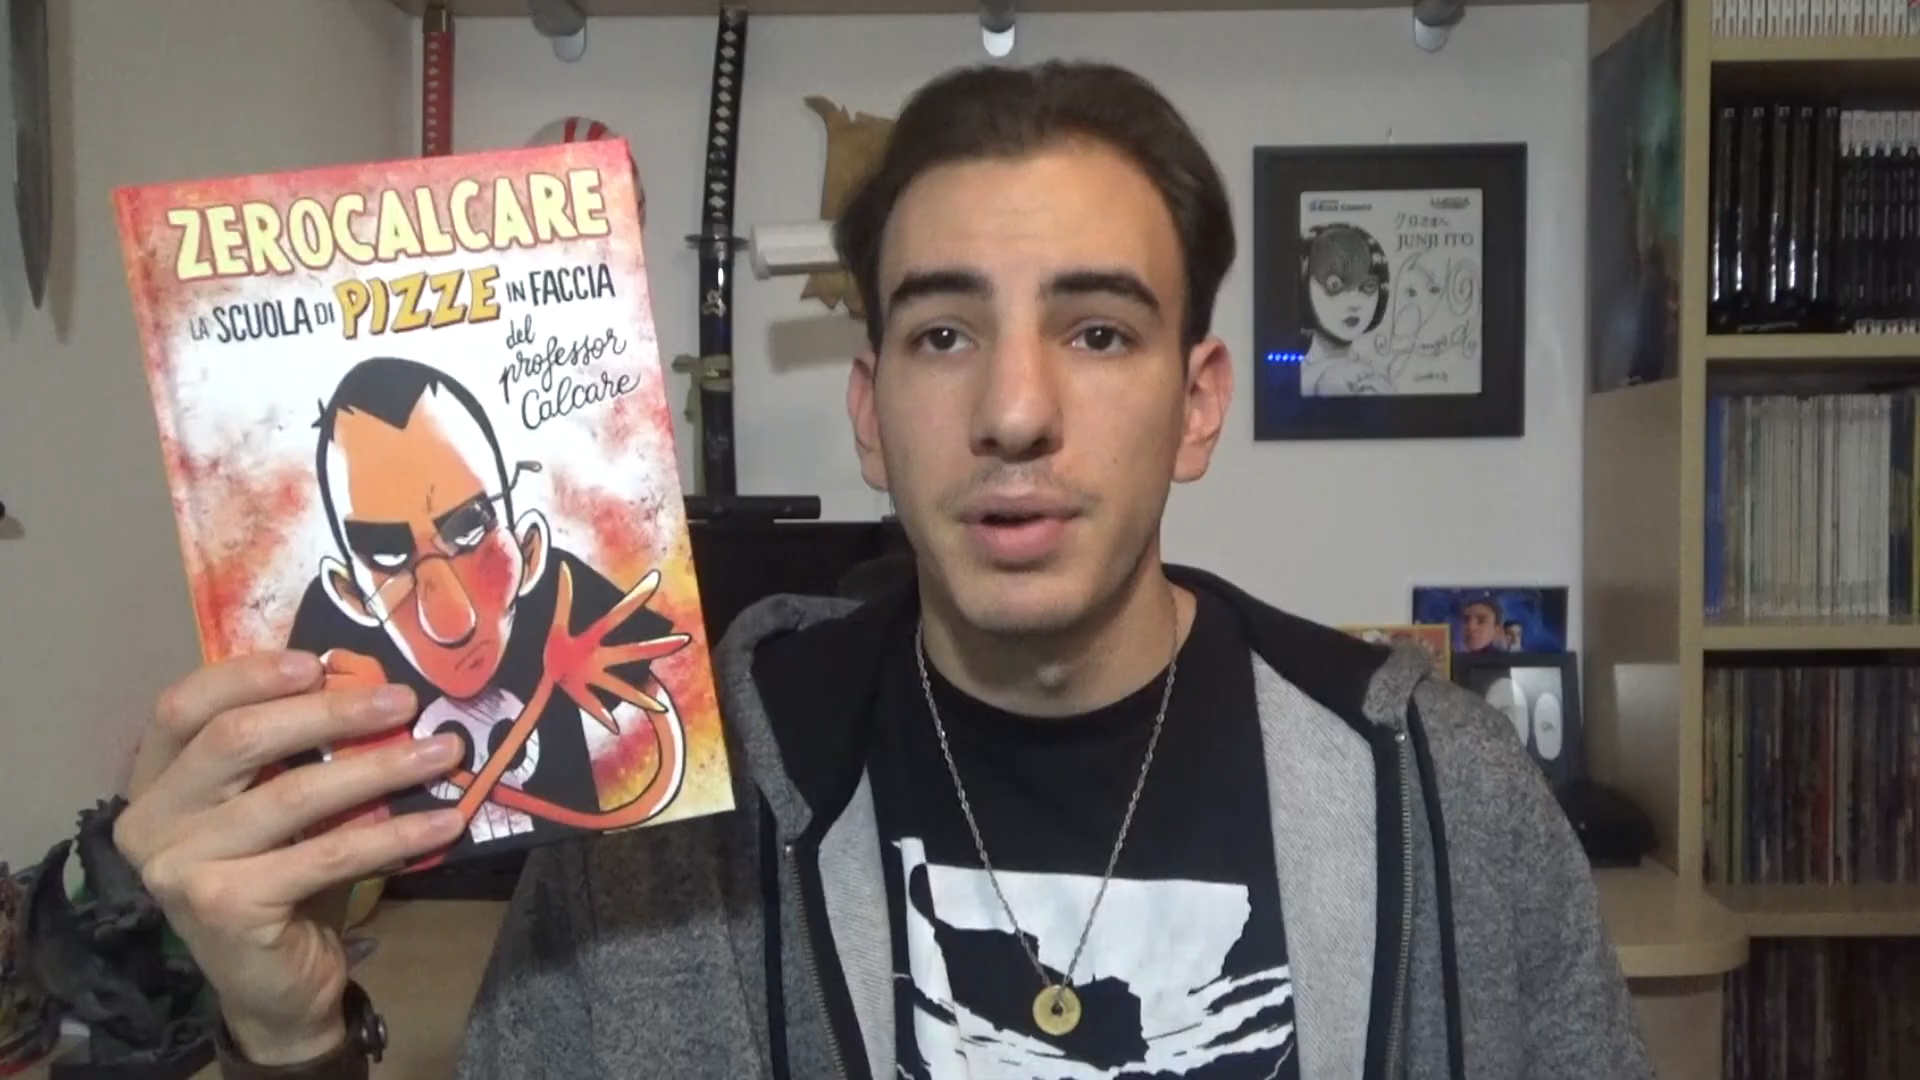 ZEROCALCARE
LA SCUOLA DI PIZZE IN FACCIA
del
professor
Calcare
JUNJI ITO